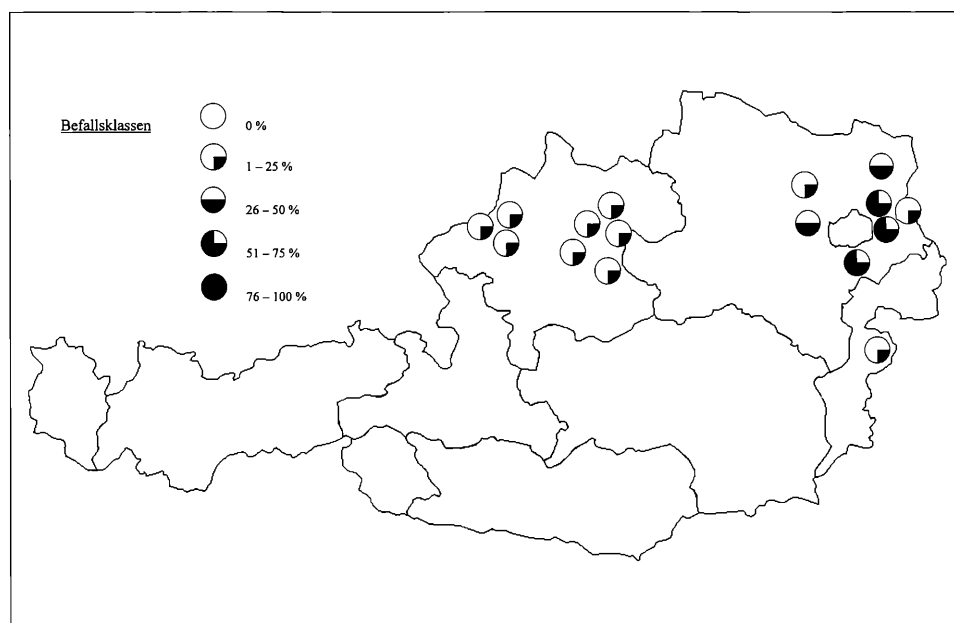 Befallsklassen
0 %
1 – 25 %
26 – 50 %
51 – 75 %
76 – 100 %